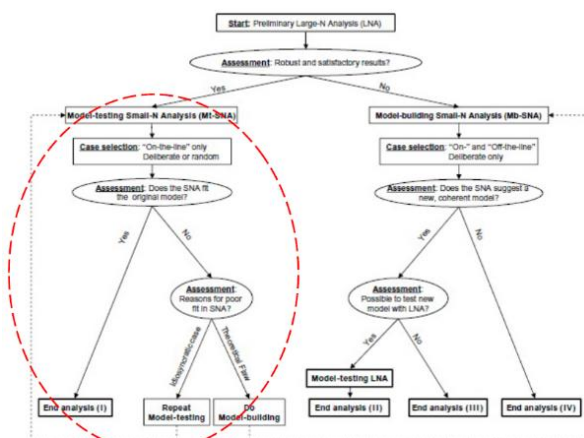 Start: Preliminary Large-N Analysis (LNA)
Assessment: Robust and satisfactory results?
Yes
No
Model-testing Small-N Analysis (Mt-SNA)
Model-building Small-N Analysis (Mb-SNA)
Case selection: "On-the-line" only
Deliberate or random
Case selection: "On-" and "Off-the-line"
Deliberate only
Assessment: Does the SNA fit
the original model?
Assessment: Does the SNA suggest a
new, coherent model?
Yes
No
Yes
No
Assessment:
Reasons for poor
fit in SNA?
Assessment:
Possible to test new
model with LNA?
Idiosyncratic case
Theoretical Flaw
Yes
No
Model-testing LNA
End analysis (I)
Repeat
Model-testing
Do
Model-building
End analysis (II)
End analysis (III)
End analysis (IV)